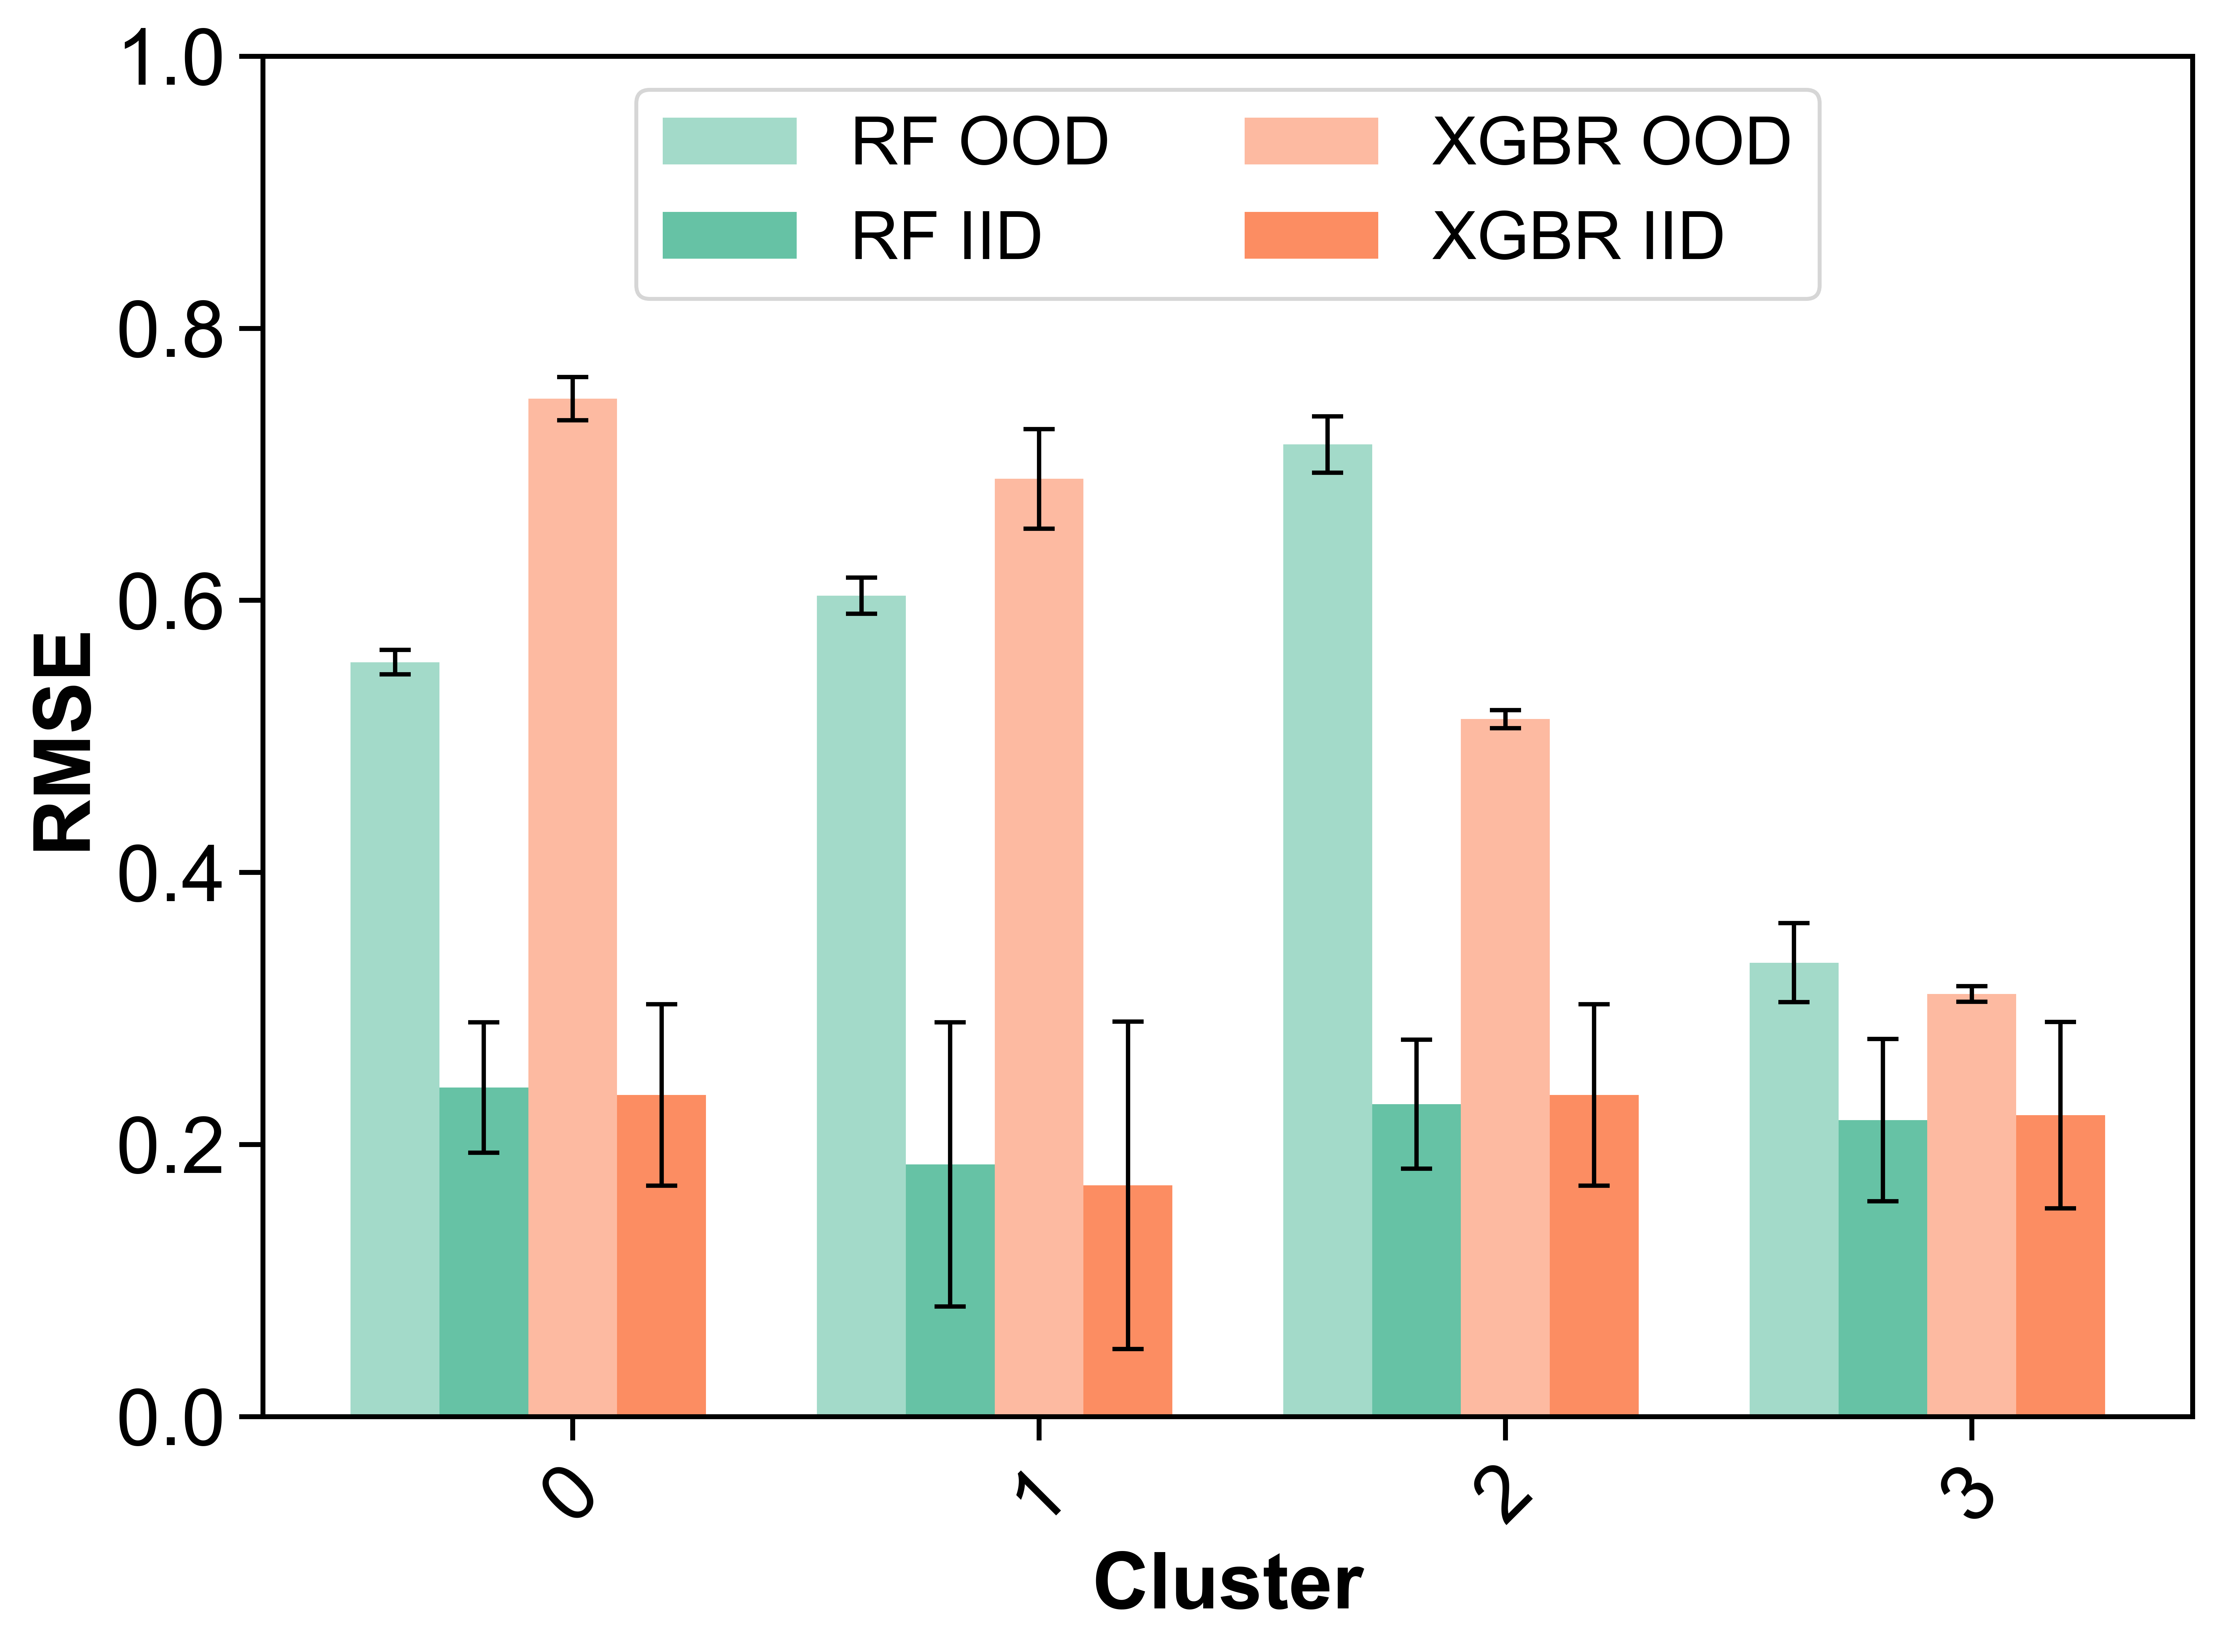 1.0
RF OOD
XGBR OOD
RF IID
XGBR IID
0.8
0.6
RMSE
0.4
0.2
0.0
0
1
2
3
Cluster